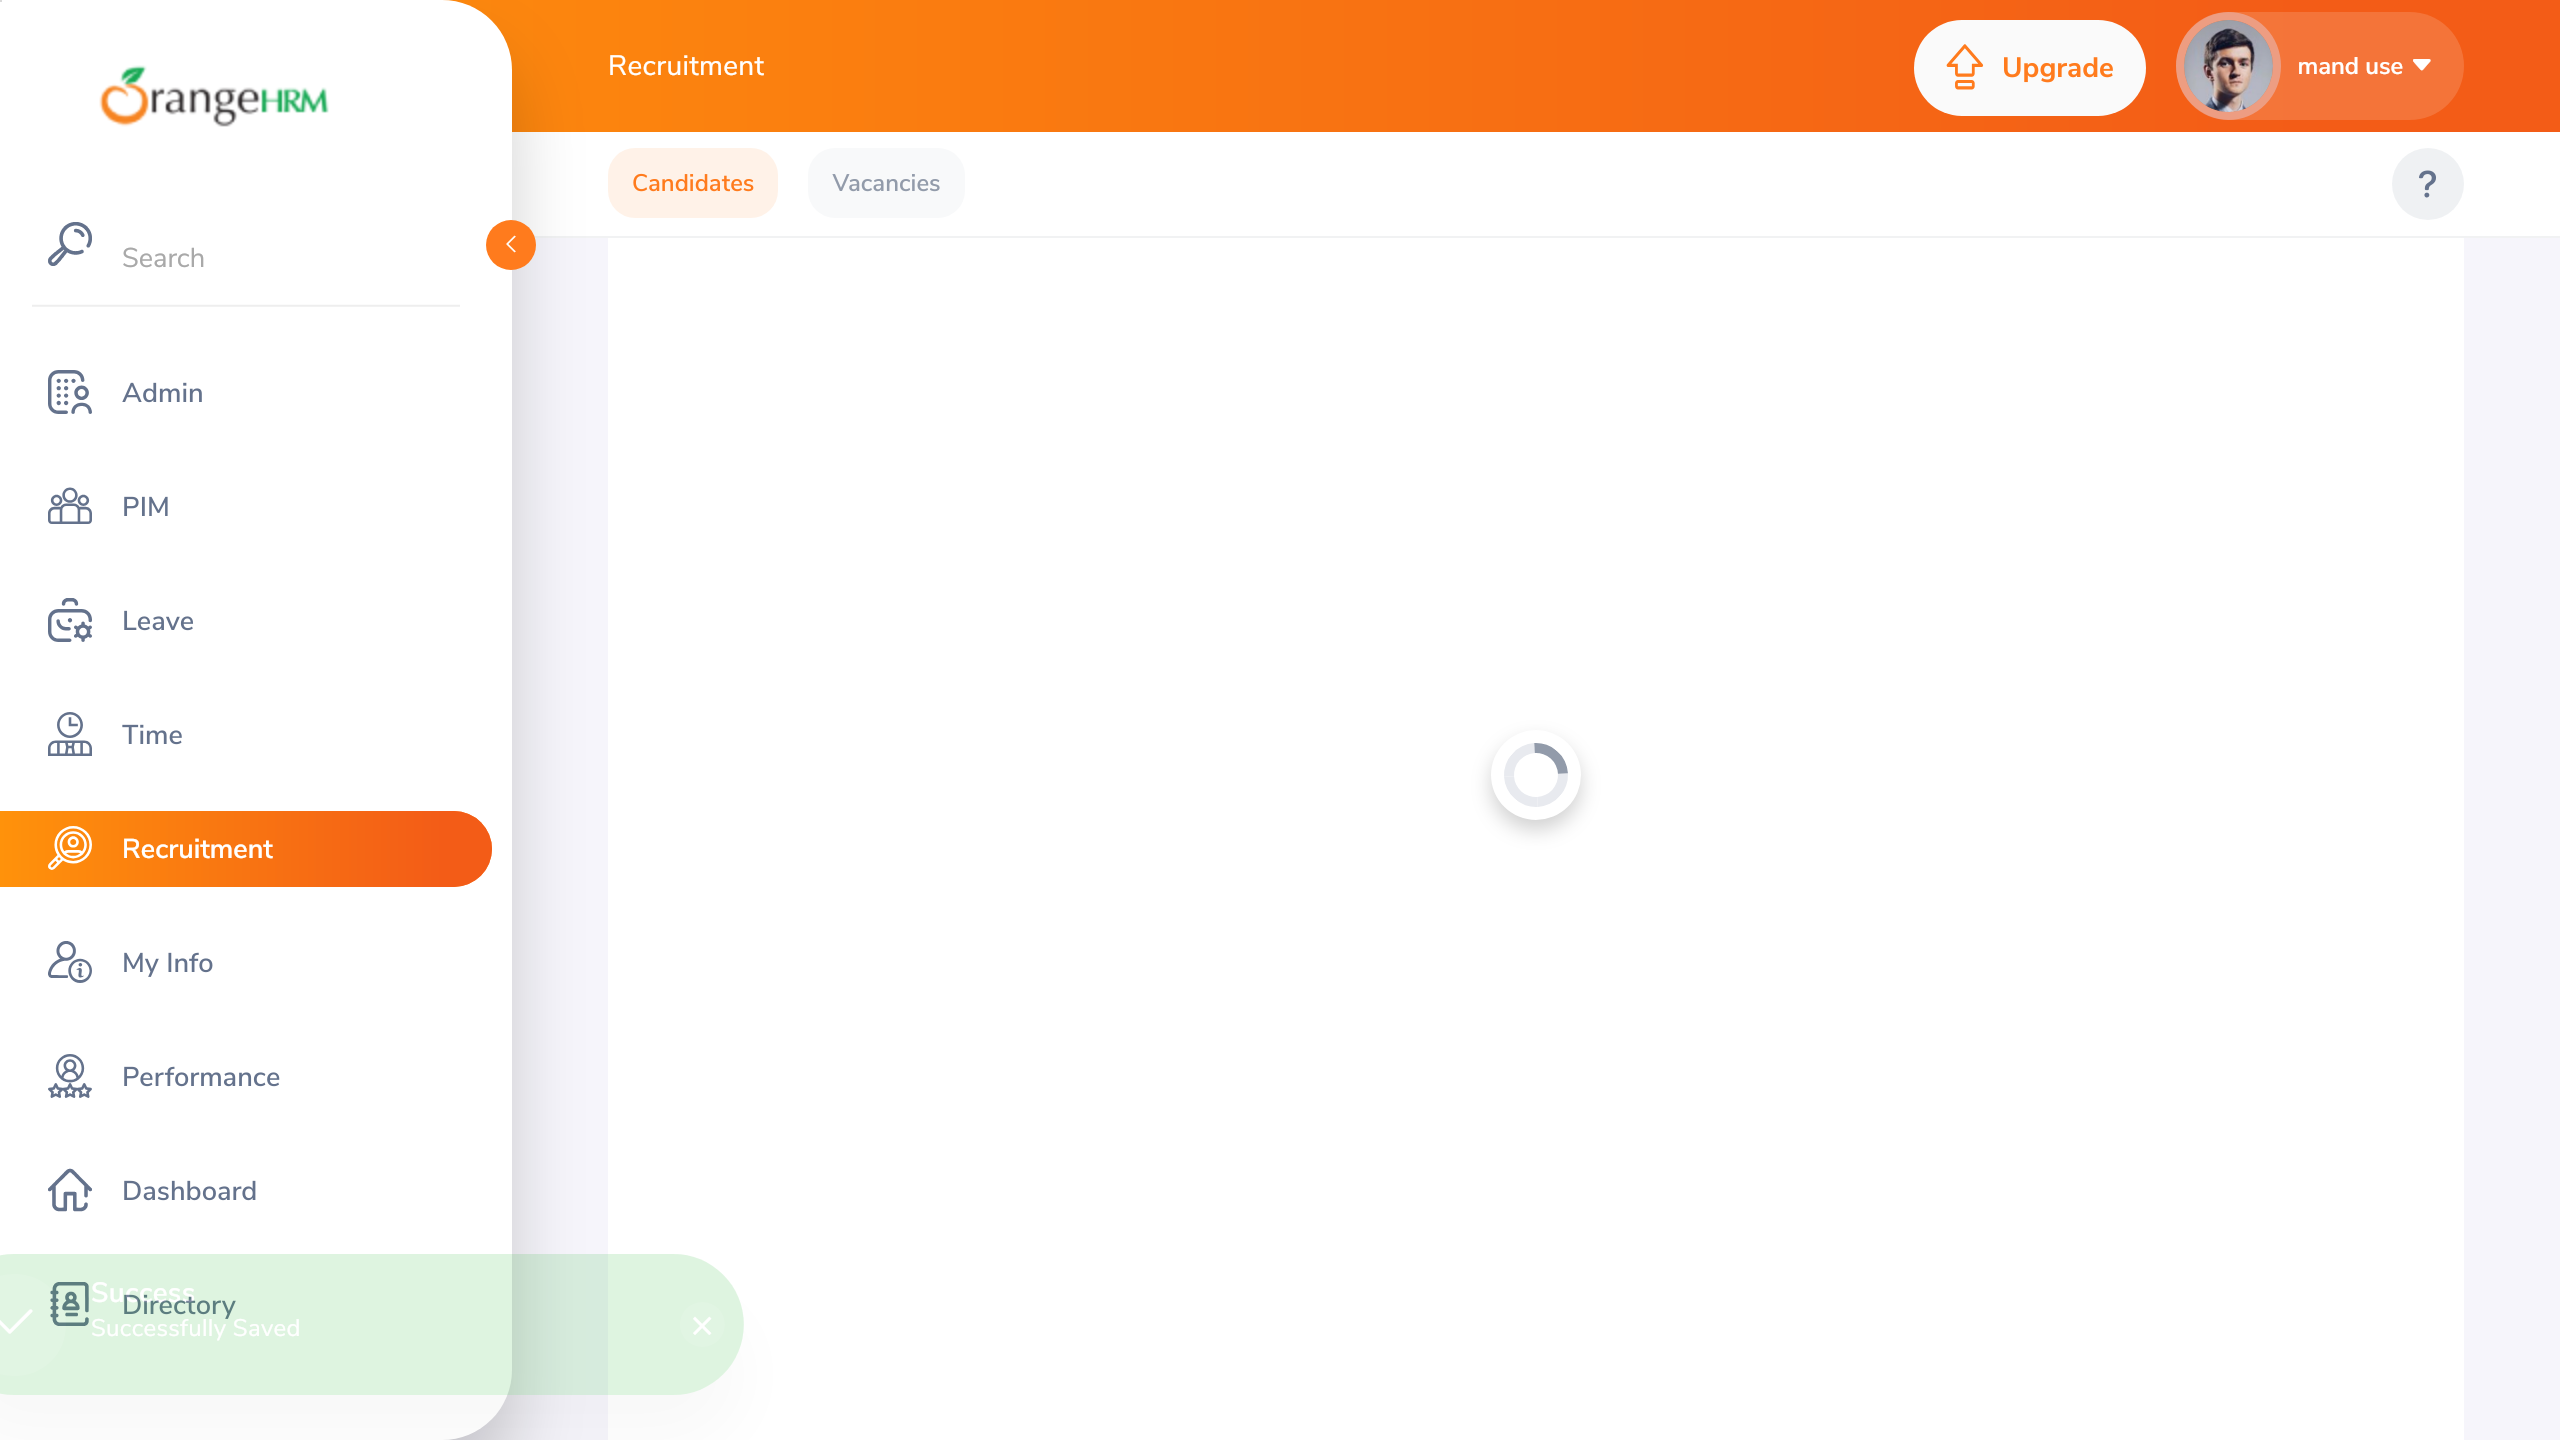 OrangeHRM
Recruitment
Upgrade
mand use
Candidates
Vacancies
?
Search
Admin
PIM
Leave
Time
Recruitment
My Info
Performance
Dashboard
Directory
Success
Successfully Saved